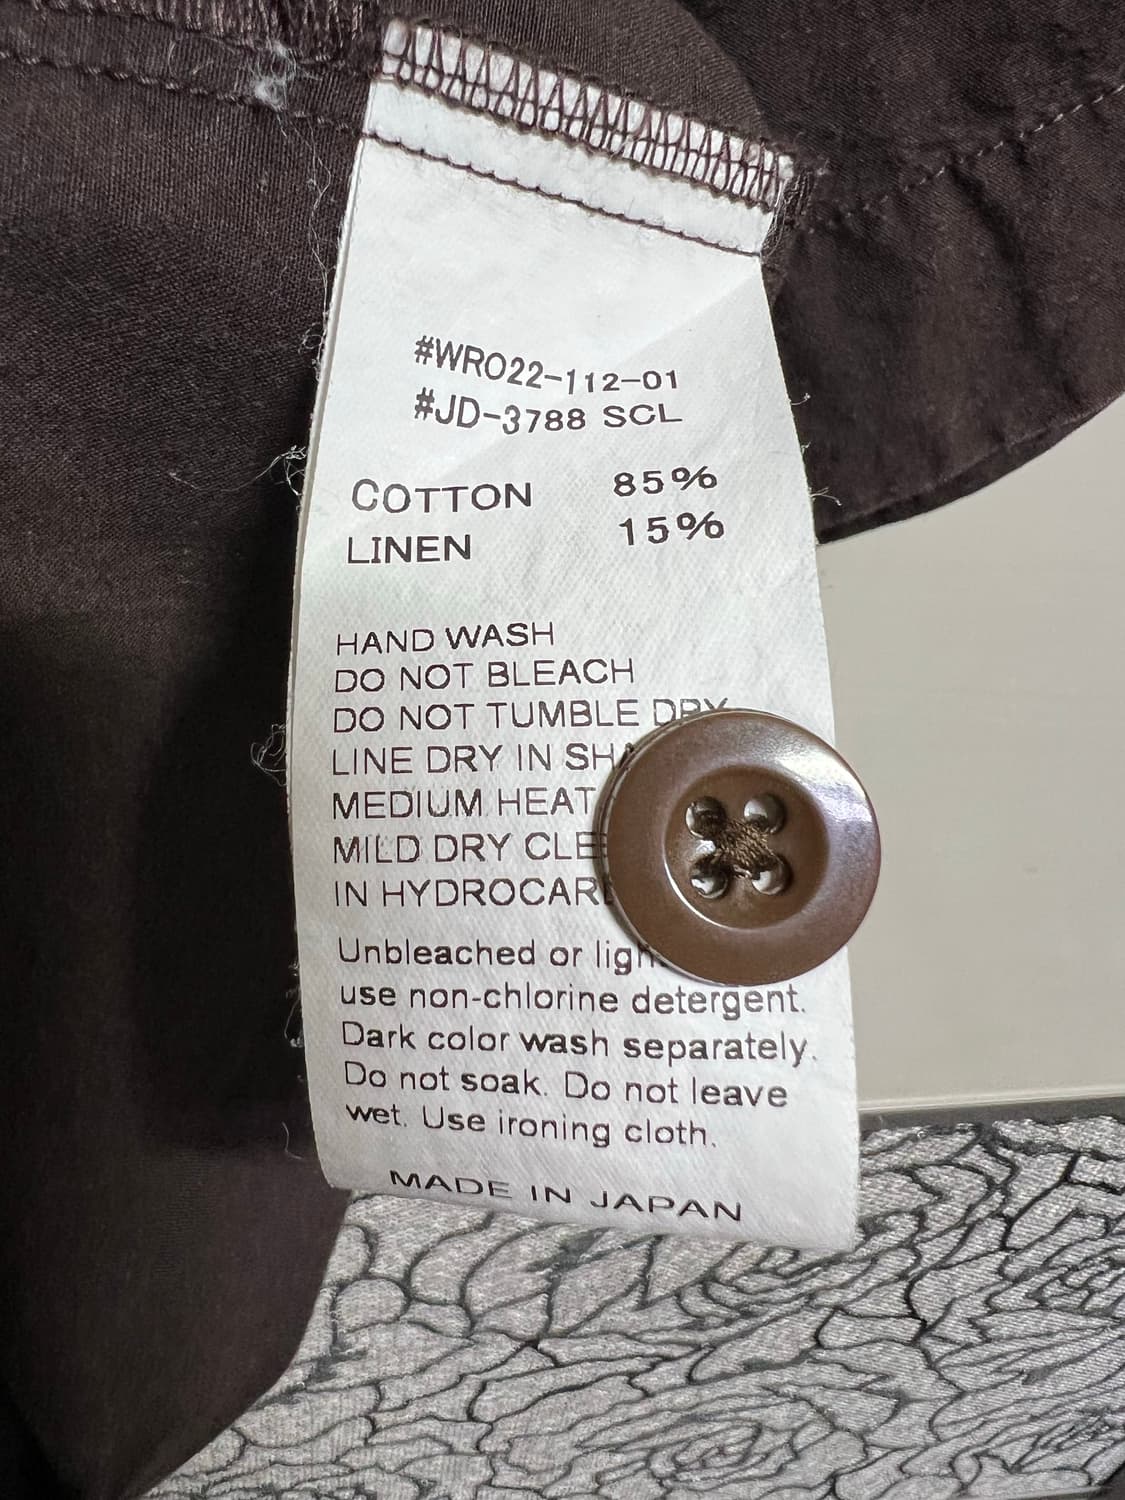 #WR022-112-01
#JD-3788 SCL
COTTON 85%
LINEN 15%
HAND WASH
DO NOT BLEACH
DO NOT TUMBLE DRY
LINE DRY IN
MEDIUM HEAT
MILD DRY
IN
Unbleached or
use non-chlorine detergent.
Dark color wash separately.
Do not soak. Do not leave
wet. Use ironing cloth.
MADE IN JAPAN